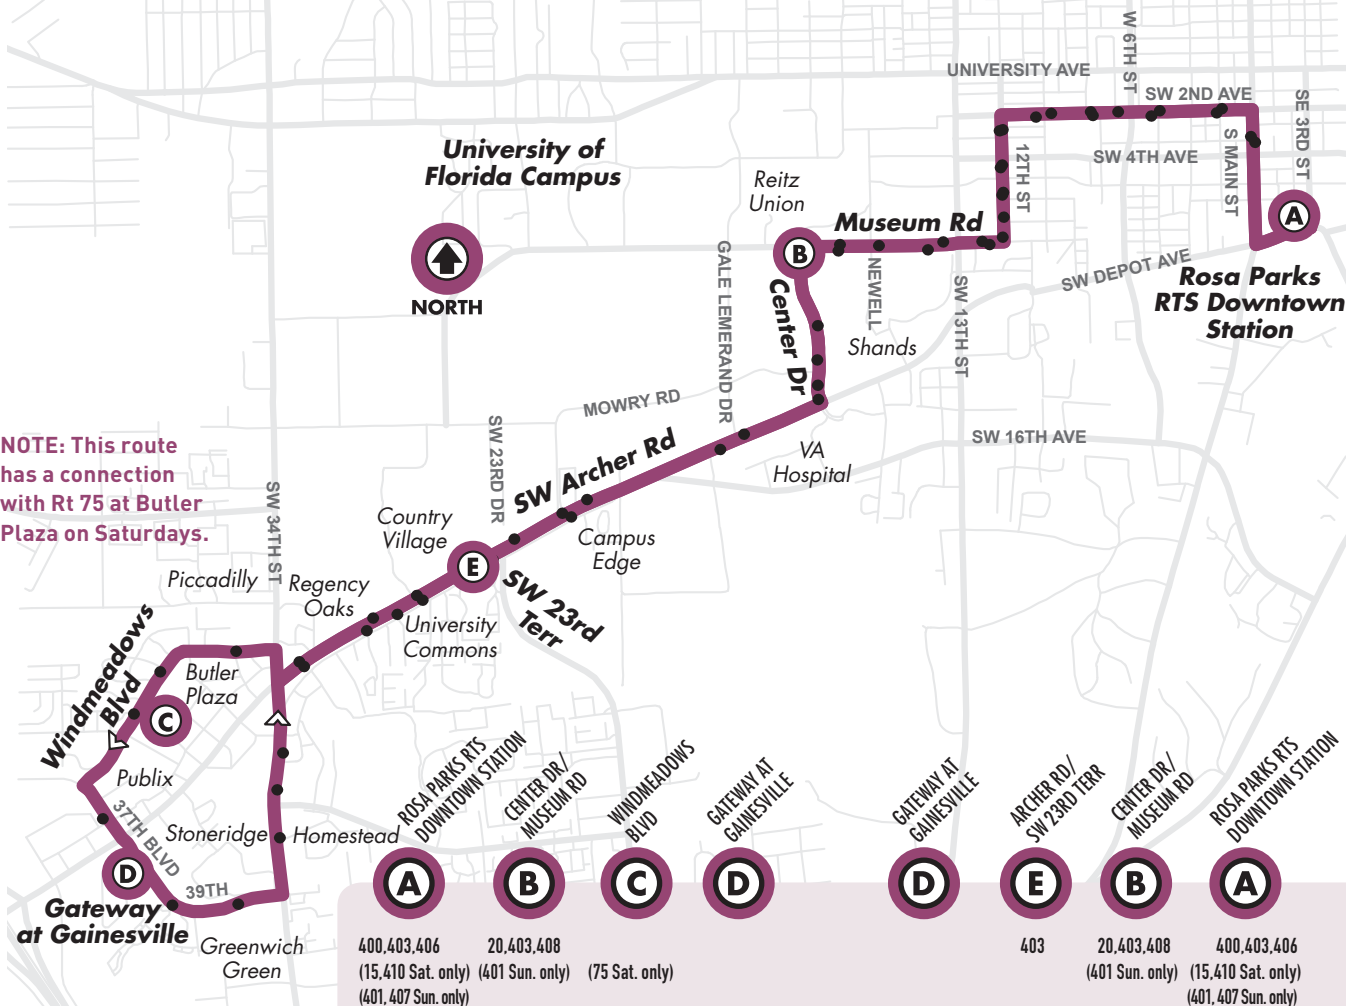 UNIVERSITY AVE
W 6TH ST
SW 2ND AVE
SE 3RD ST
S MAIN ST
SW 4TH AVE
12TH ST
University of
Florida Campus
Reitz
Union
Museum Rd
A
B
NORTH
GALE LEMERAND DR
Center Dr
NEWELL
SW 13TH ST
SW DEPOT AVE
Rosa Parks
RTS Downtown
Station
Shands
MOWRY RD
SW 16TH AVE
SW 23RD DR
SW Archer Rd
VA
Hospital
NOTE: This route
has a connection
with Rt 75 at Butler
Plaza on Saturdays.
SW 34TH ST
Country
Village
Campus
Edge
E
SW 23rd
Terr
Piccadilly
Regency
Oaks
University
Commons
Windmeadows
Blvd
Butler
Plaza
C
Publix
37TH BLVD
Stoneridge
Homestead
D
39TH
Gateway
at Gainesville
Greenwich
Green
ROSA PARKS RTS
DOWNTOWN STATION
CENTER DR/
MUSEUM RD
WINDMEADOWS
BLVD
GATEWAY AT
GAINESVILLE
GATEWAY AT
GAINESVILLE
ARCHER RD/
SW 23RD TERR
CENTER DR/
MUSEUM RD
ROSA PARKS RTS
DOWNTOWN STATION
A B C D D E B A
400,403,406 20,403,408 403 20,403,408 400,403,406
(15,410 Sat. only) (401 Sun. only) (75 Sat. only) (401 Sun. only) (15,410 Sat. only)
(401, 407 Sun. only) (401, 407 Sun. only)